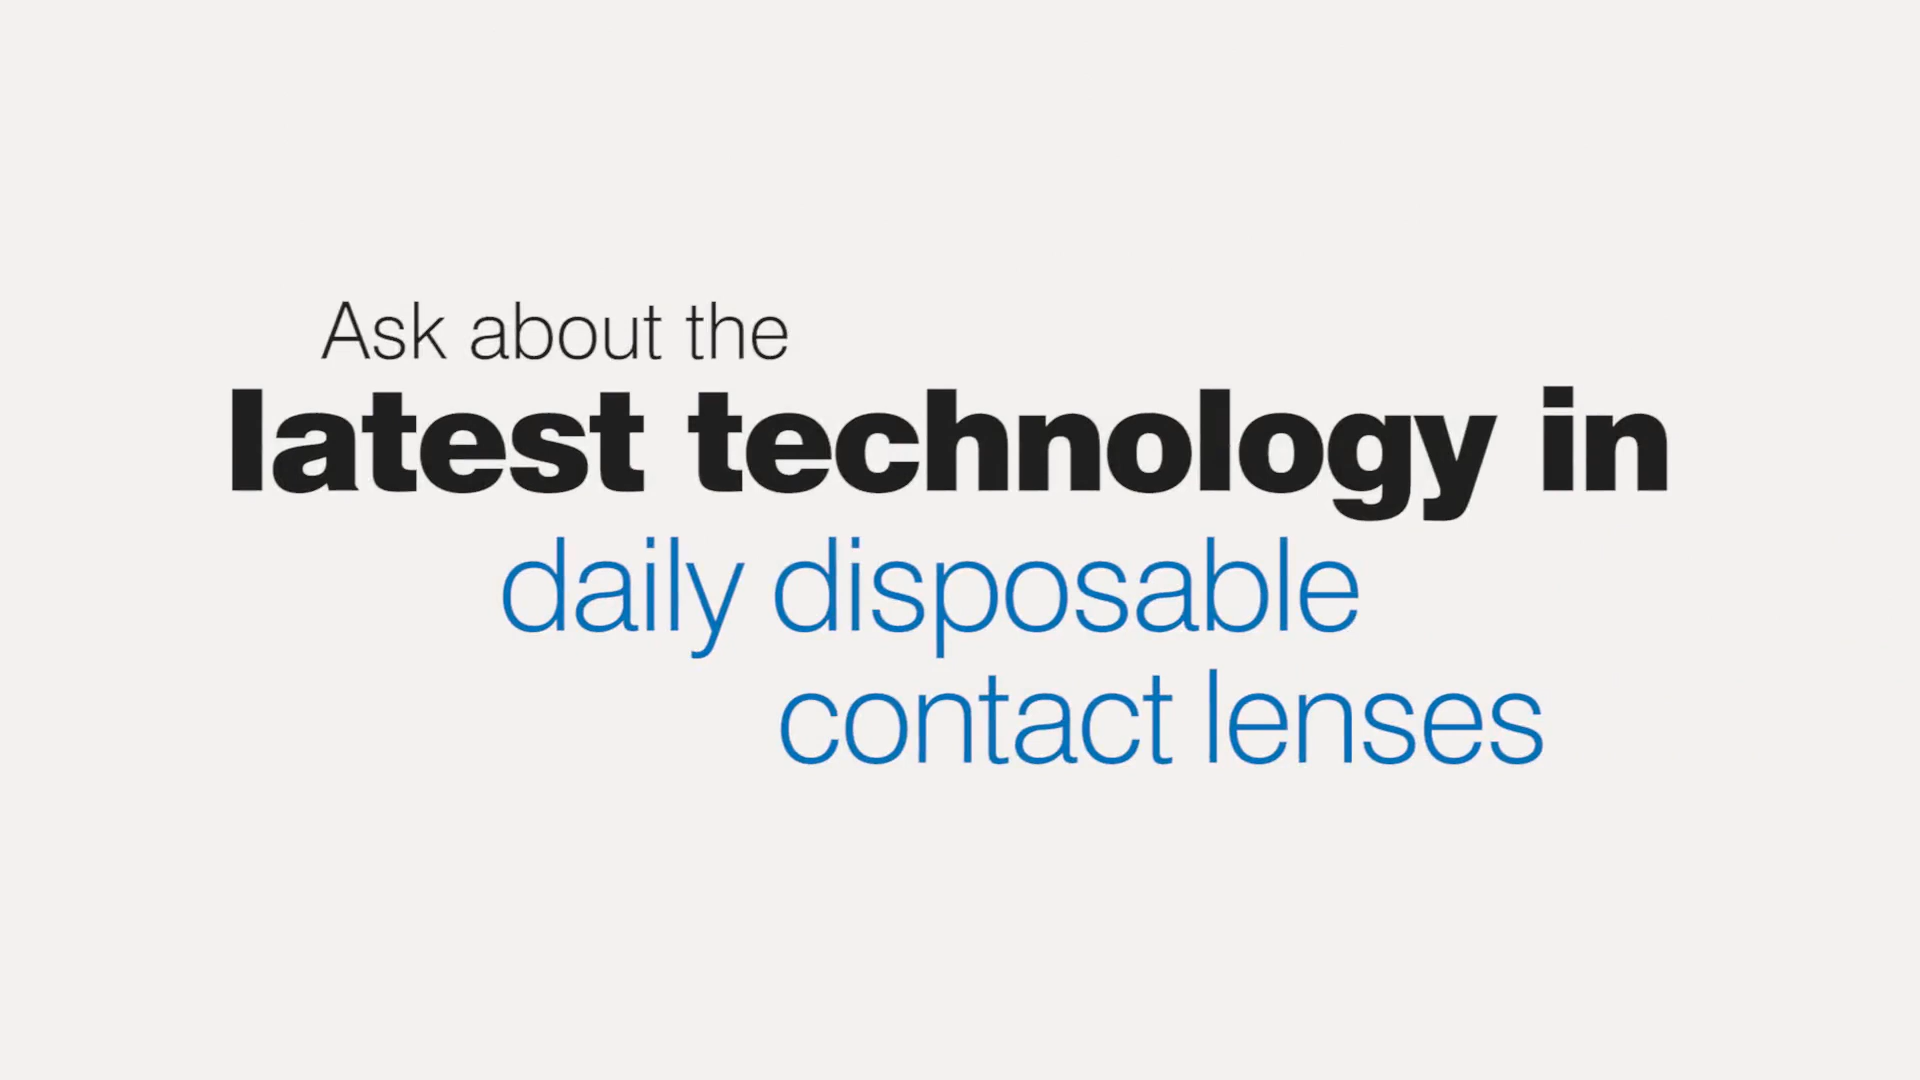 Ask about the
latest technology in
daily disposable
contact lenses